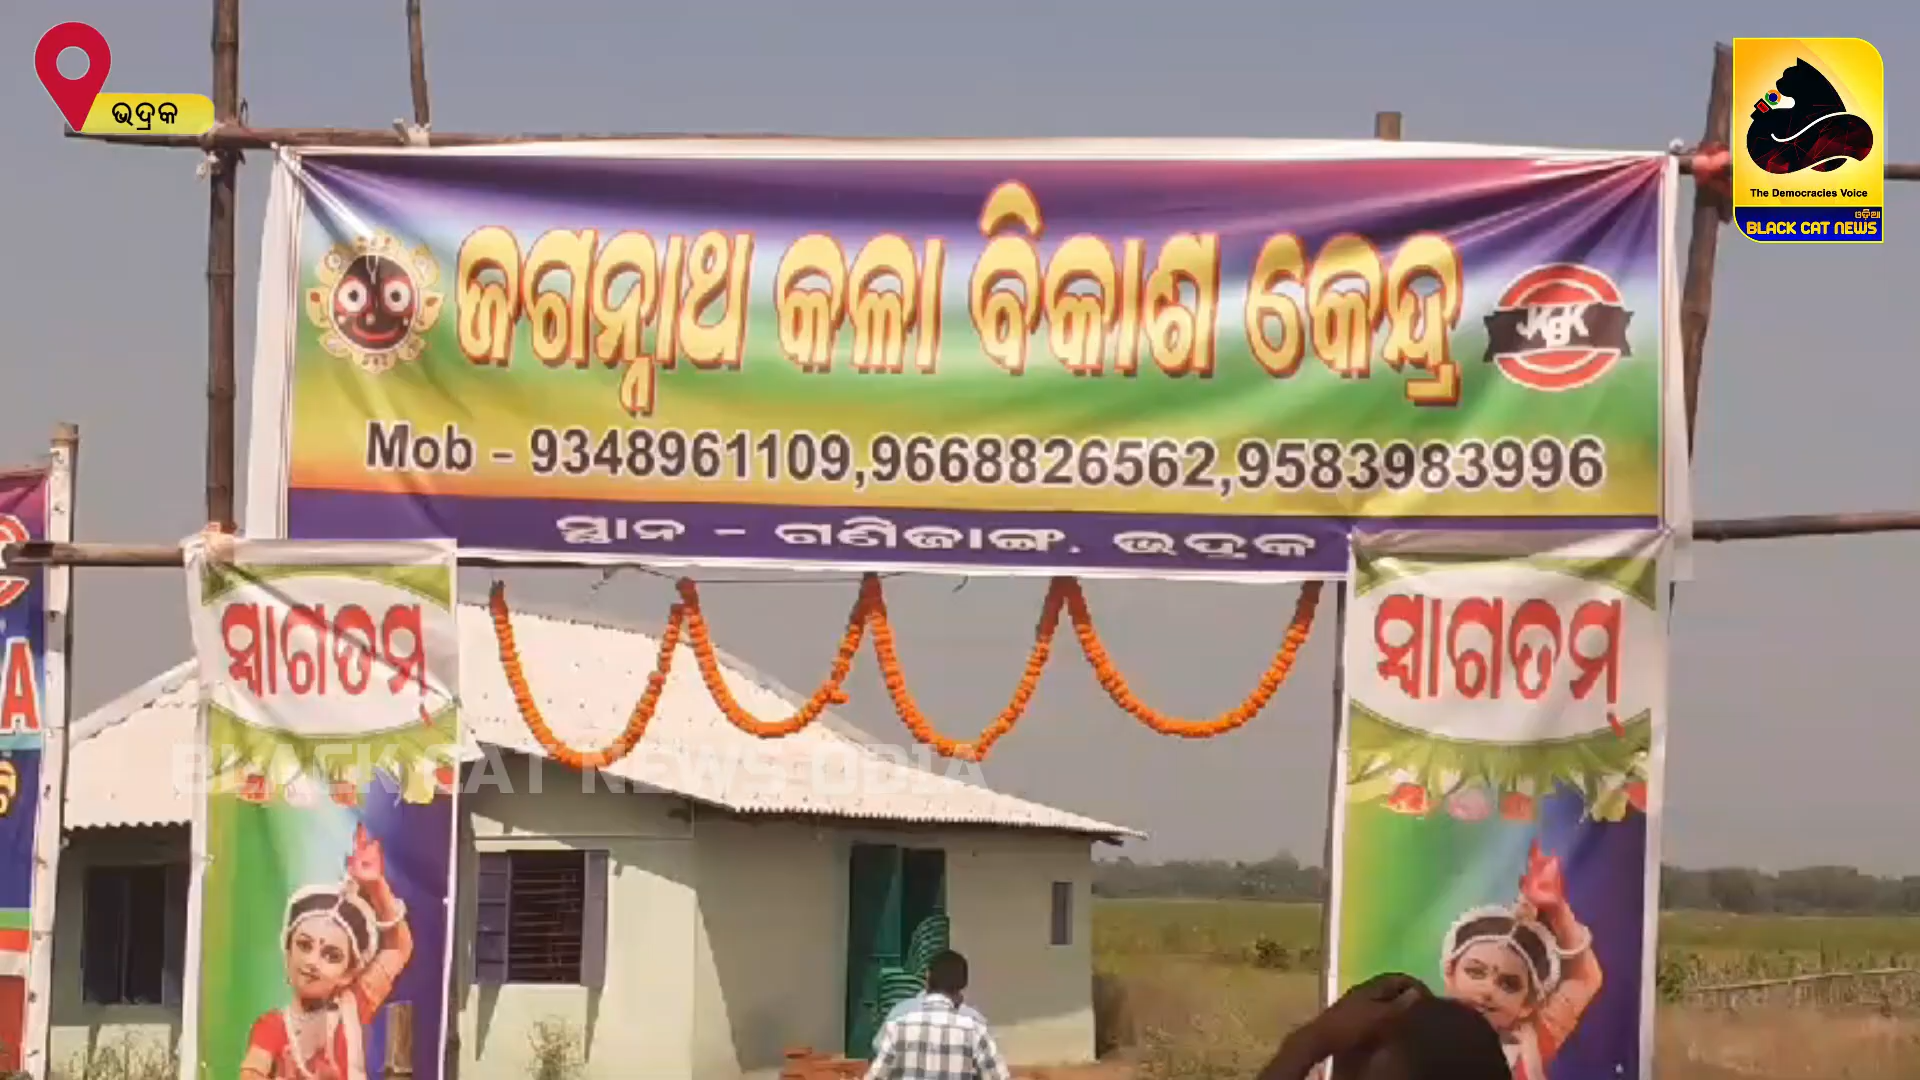 ଭଦ୍ରକ
The Democracies Voice
ଓଡ଼ିଆ
BLACK CAT NEWS
ଜଗନ୍ନାଥ କଳା ବିକାଶ କେନ୍ଦ୍ର
JKBK
Mob - 9348961109,9668826562,9583983996
ସ୍ଥାନ - ଗଣିଜାଙ୍ଗ. ଭଦ୍ରକ
ସ୍ଵାଗତମ୍
ସ୍ଵାଗତମ୍
A
BLACK CAT NEWS ODIA